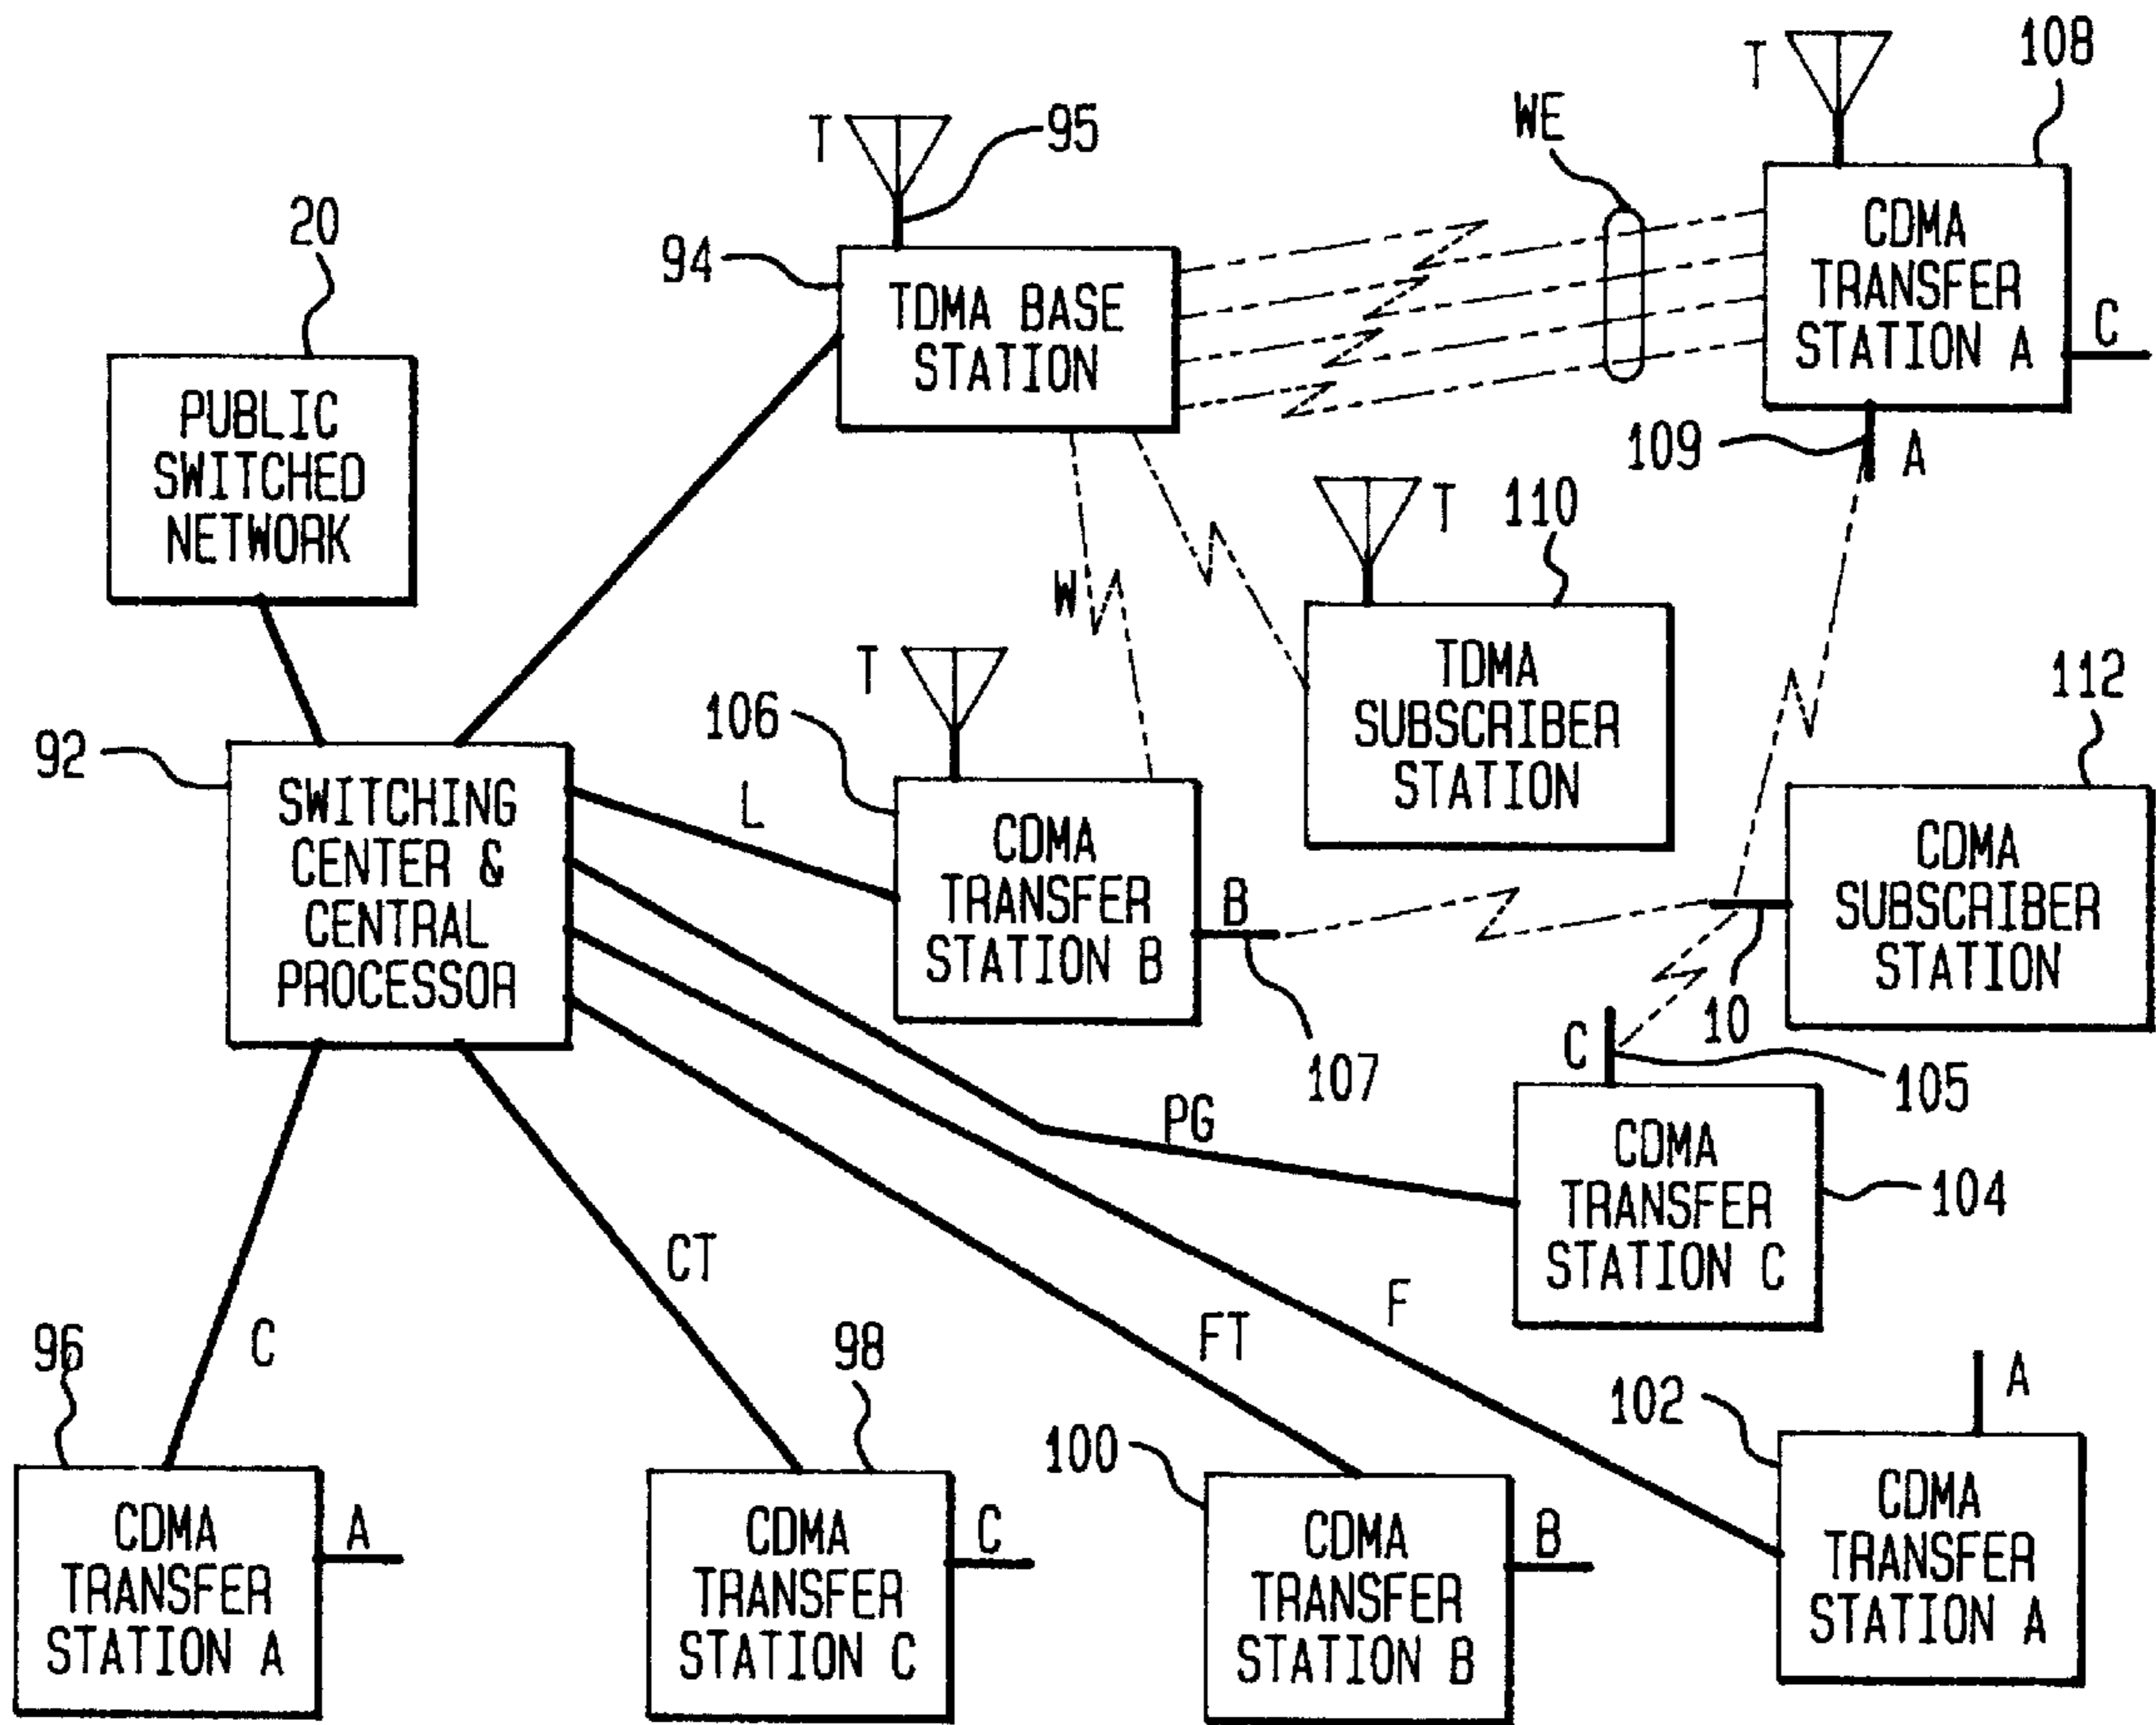 T
108
T
95
WE
20
94
CDMA
TRANSFER
STATION A
C
TDMA BASE
STATION
PUBLIC
SWITCHED
NETWORK
109
A
T
110
W
T
106
TDMA
SUBSCRIBER
STATION
112
92
SWITCHING
CENTER &
CENTRAL
PROCESSOR
L
CDMA
TRANSFER
STATION B
B
107
CDMA
SUBSCRIBER
STATION
10
C
105
PG
CDMA
TRANSFER
STATION C
104
CT
F
FT
C
96
98
100
102
A
CDMA
TRANSFER
STATION A
A
CDMA
TRANSFER
STATION C
C
CDMA
TRANSFER
STATION B
B
CDMA
TRANSFER
STATION A